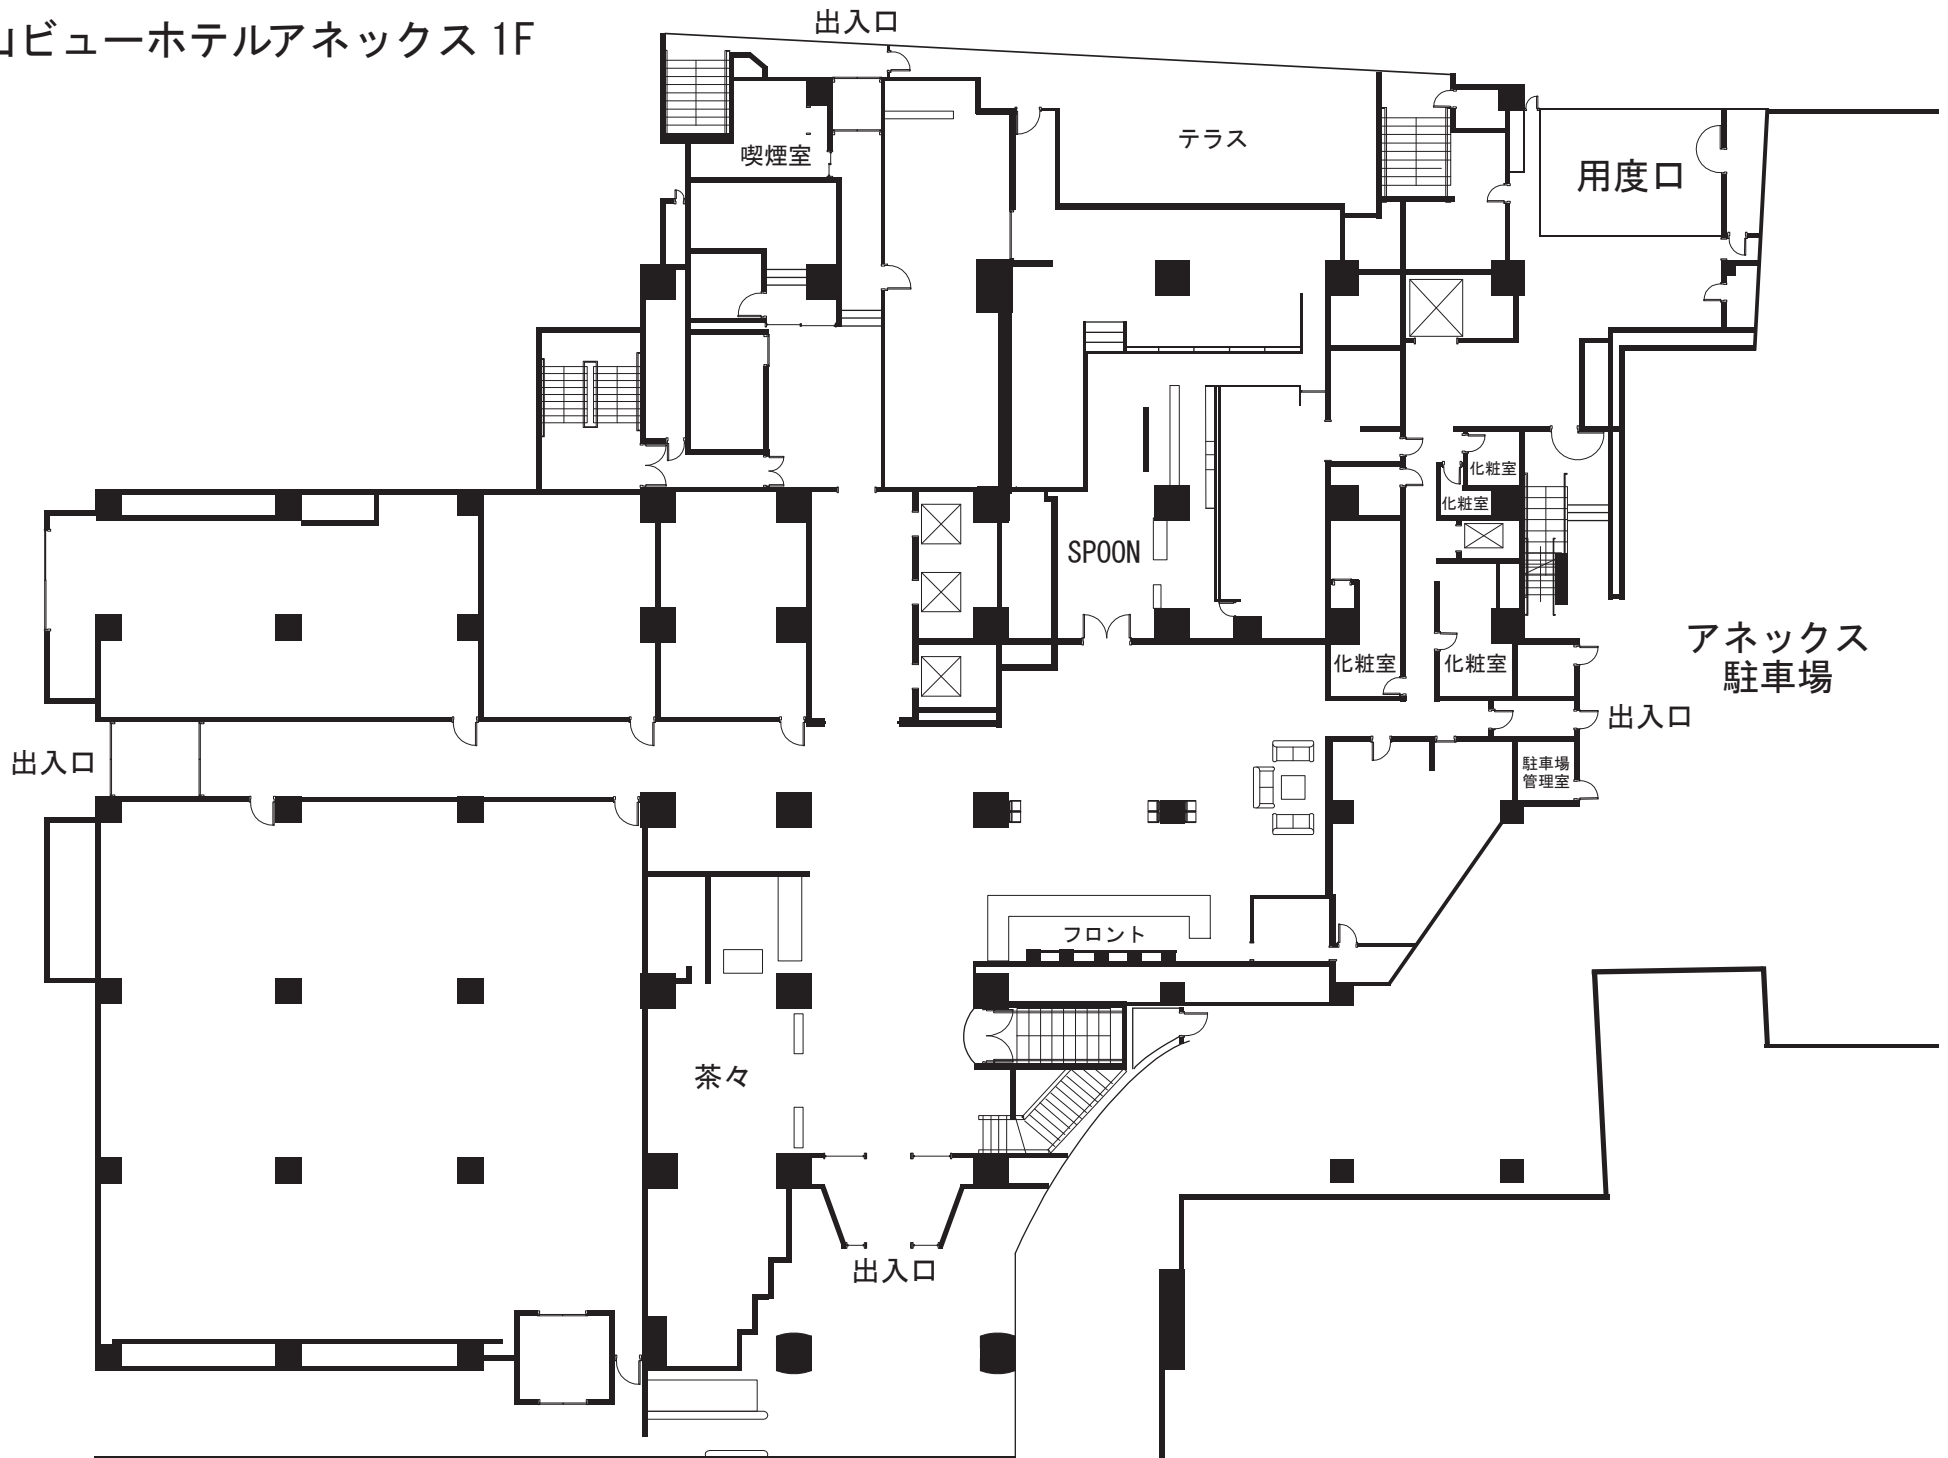 ビューホテルアネックス 1F
出入口
テラス
喫煙室
用度口
化粧室
化粧室
SPOON
アネックス
駐車場
化粧室
化粧室
出入口
出入口
駐車場
管理室
フロント
茶々
出入口